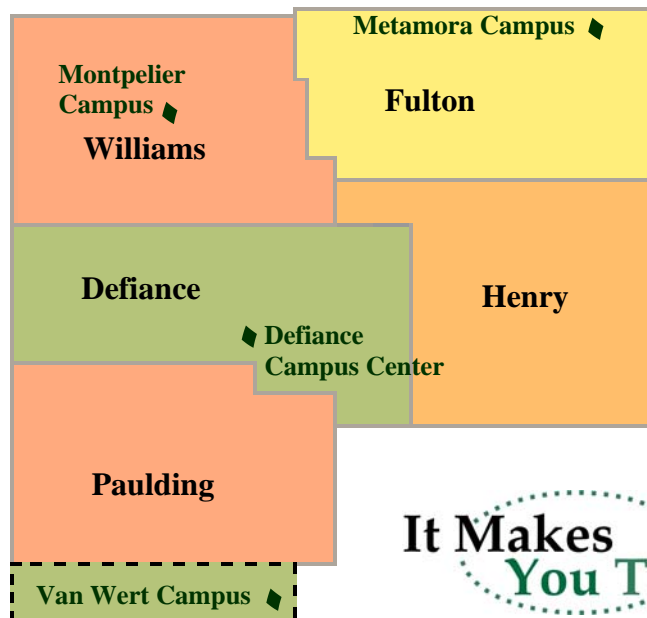 Metamora Campus
Montpelier
Campus
Fulton
Williams
Defiance
Henry
Defiance
Campus Center
Paulding
It Makes
You T
Van Wert Campus